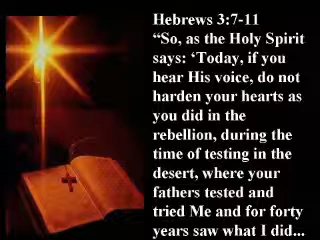 Hebrews 3:7-11
“So, as the Holy Spirit
says: ‘Today, if you
hear His voice, do not
harden your hearts as
you did in the
rebellion, during the
time of testing in the
desert, where your
fathers tested and
tried Me and for forty
years saw what I did...